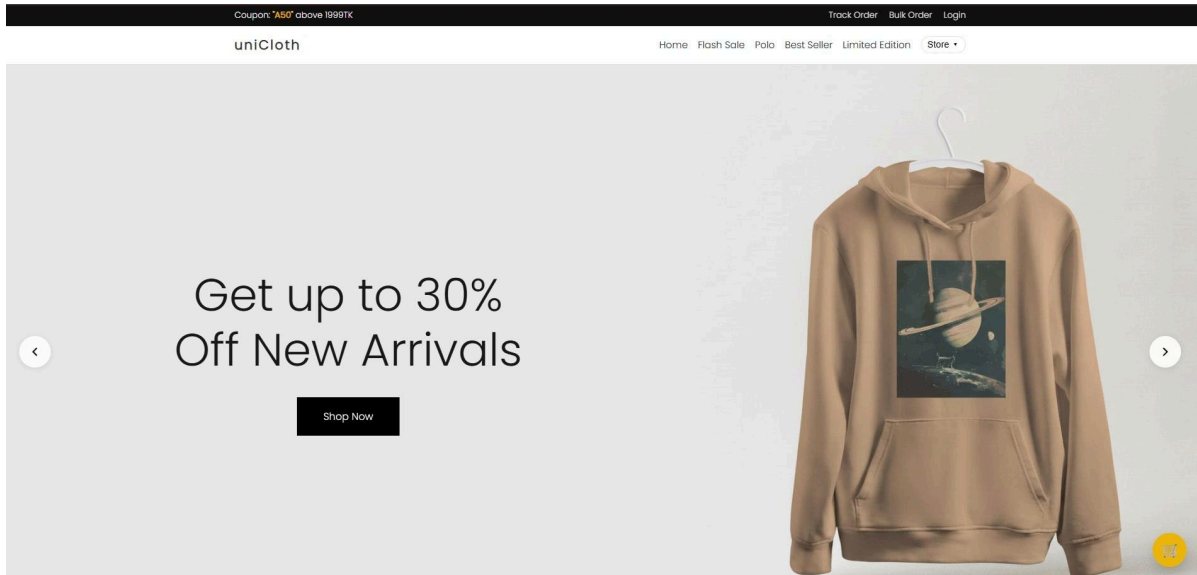 Coupon: "A50" above 1999TK
Track Order Bulk Order Login
uniCloth
Home Flash Sale Polo Best Seller Limited Edition Store
Get up to 30%
Off New Arrivals
Shop Now